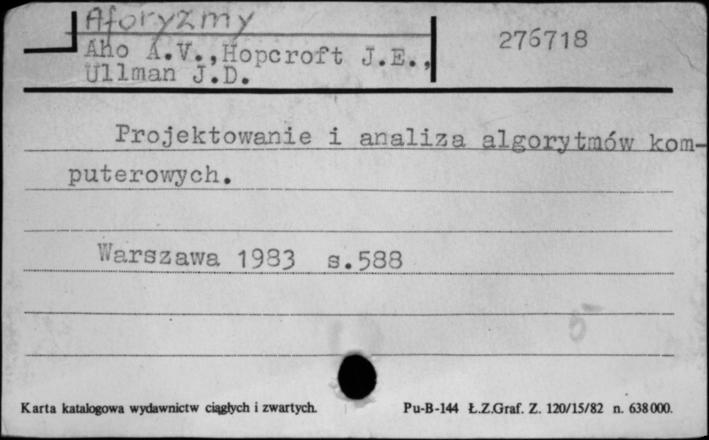 Aforyzmy
Aho A.V.,Hopcroft J.E.,
Ullman J.D.
276718
Projektowanie i analiza algorytmów kom-
puterowych.
Warszawa 1983 s.588
Karta katalogowa wydawnictw ciągłych i zwartych.
Pu-B-144 Ł.Z.Graf. Z. 120/15/82 n. 638000.